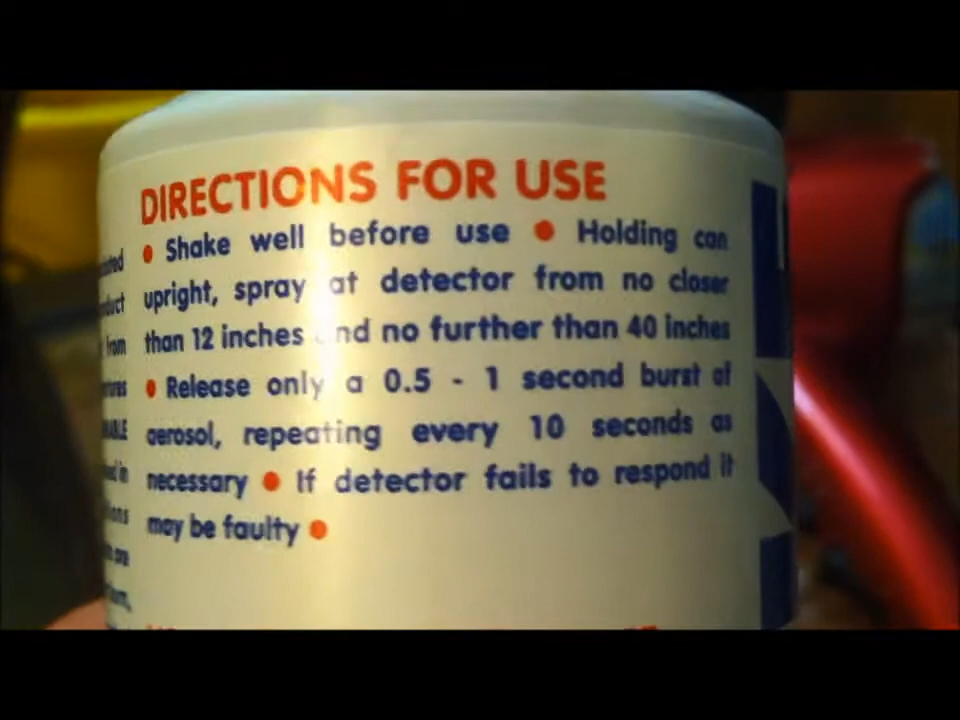 DIRECTIONS FOR USE
• Shake well before use • Holding can
upright, spray at detector from no closer
than 12 inches and no further than 40 inches
• Release only a 0.5 - 1 second burst of
aerosol, repeating every 10 seconds as
necessary • If detector fails to respond it
may be faulty •
from